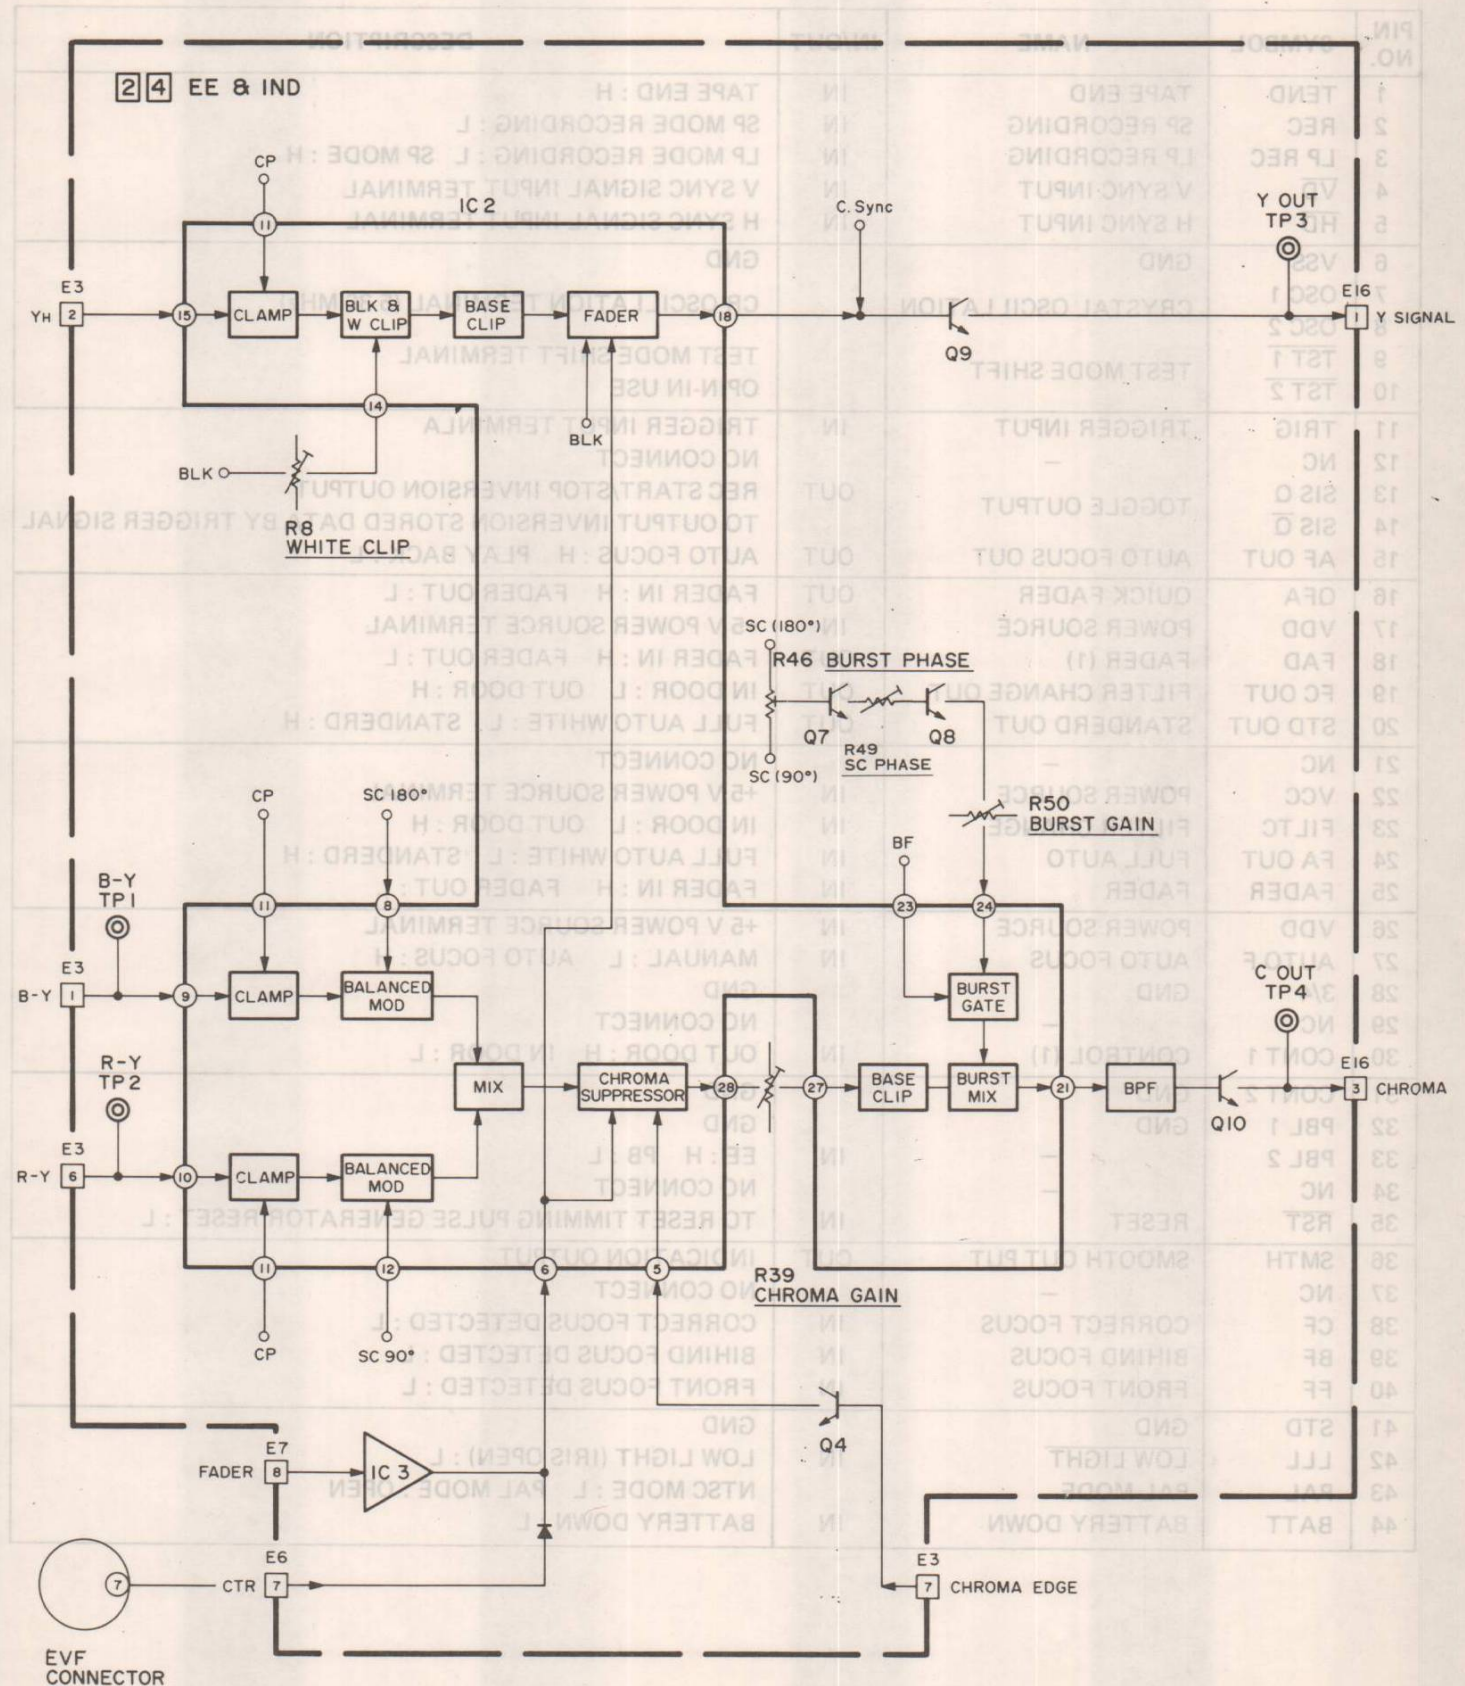 2 4 EE & IND
CP
IC 2
C. Sync
Y OUT
TP3
11
E3
YH 2
15
CLAMP
BLK &
W CLIP
BASE
CLIP
FADER
18
Q9
E16
1 Y SIGNAL
14
BLK
BLK
R8
WHITE CLIP
SC (180°)
R46 BURST PHASE
Q7
Q8
R49
SC PHASE
SC (90°)
R50
BURST GAIN
CP
SC 180°
BF
B-Y
TP1
11
8
23
24
E3
B-Y 1
9
CLAMP
BALANCED
MOD
BURST
GATE
C OUT
TP4
R-Y
TP2
MIX
CHROMA
SUPPRESSOR
28
27
BASE
CLIP
BURST
MIX
21
BPF
Q10
E16
3 CHROMA
E3
R-Y 6
10
CLAMP
BALANCED
MOD
11
12
6
5
R39
CHROMA GAIN
CP
SC 90°
Q4
E7
FADER 8
IC 3
E6
CTR 7
7
E3
7 CHROMA EDGE
EVF
CONNECTOR
PIN
NO.
SYMBOL
NAME
IN/OUT
DESCRIPTION
1 TEND TAPE END IN TAPE END : H
2 REC SP RECORDING IN SP MODE RECORDING : L
3 LP REC LP RECORDING IN LP MODE RECORDING : L SP MODE : H
4 VD V SYNC INPUT IN V SYNC SIGNAL INPUT TERMINAL
5 HD H SYNC INPUT IN H SYNC SIGNAL INPUT TERMINAL
6 VSS GND GND
7 OSC 1 CRYSTAL OSCILLATION
8 OSC 2
9 TST 1 TEST MODE SHIFT TEST MODE SHIFT TERMINAL
10 TST 2 OPIN-IN USE
11 TRIG TRIGGER INPUT IN TRIGGER INPUT TERMINLA
12 NC – NO CONNECT
13 SIS Q TOGGLE OUTPUT OUT REC START/STOP INVERSION OUTPUT
14 SIS Q TO OUTPUT INVERSION STORED DATA BY TRIGGER SIGNAL
15 AF OUT AUTO FOCUS OUT OUT AUTO FOCUS : H PLAY BACK : L
16 QFA QUICK FADER OUT FADER IN : H FADER OUT : L
17 VDD POWER SOURCE IN +5 V POWER SOURCE TERMINAL
18 FAD FADER (1) OUT FADER IN : H FADER OUT : L
19 FC OUT FILTER CHANGE OUT OUT IN DOOR : L OUT DOOR : H
20 STD OUT STANDERD OUT OUT FULL AUTO WHITE : L STANDERD : H
21 NC – NO CONNECT
22 VCC POWER SOURCE IN +5 V POWER SOURCE TERMINAL
23 FILTC IN IN DOOR : L OUT DOOR : H
24 FA OUT FULL AUTO IN FULL AUTO WHITE : L STANDERD : H
25 FADER FADER IN FADER IN : H FADER OUT :
26 VDD POWER SOURCE IN +5 V POWER SOURCE TERMINAL
27 AUTO F AUTO FOCUS IN MANUAL : L AUTO FOCUS : H
28 GND GND
29 NC – NO CONNECT
30 CONT 1 CONTROL (1) IN OUT DOOR : H IN DOOR : L
31 CONT 2 GND GND
32 PBL 1 GND GND
33 PBL 2 – IN EE : H PB : L
34 NC – NO CONNECT
35 RST RESET IN TO RESET TIMMING PULSE GENERATOR RESET : L
36 SMTH SMOOTH OUT PUT OUT INDICATION OUTPUT
37 NC – NO CONNECT
38 CF CORRECT FOCUS IN CORRECT FOCUS DETECTED : L
39 BF BIHIND FOCUS IN BIHIND FOCUS DETECTED :
40 FF FRONT FOCUS IN FRONT FOCUS DETECTED : L
41 STD GND GND
42 LLL LOW LIGHT IN LOW LIGHT (IRIS OPEN) : L
43 PAL PAL MODE NTSC MODE : L PAL MODE : OPEN
44 BATT BATTERY DOWN IN BATTERY DOWN : L